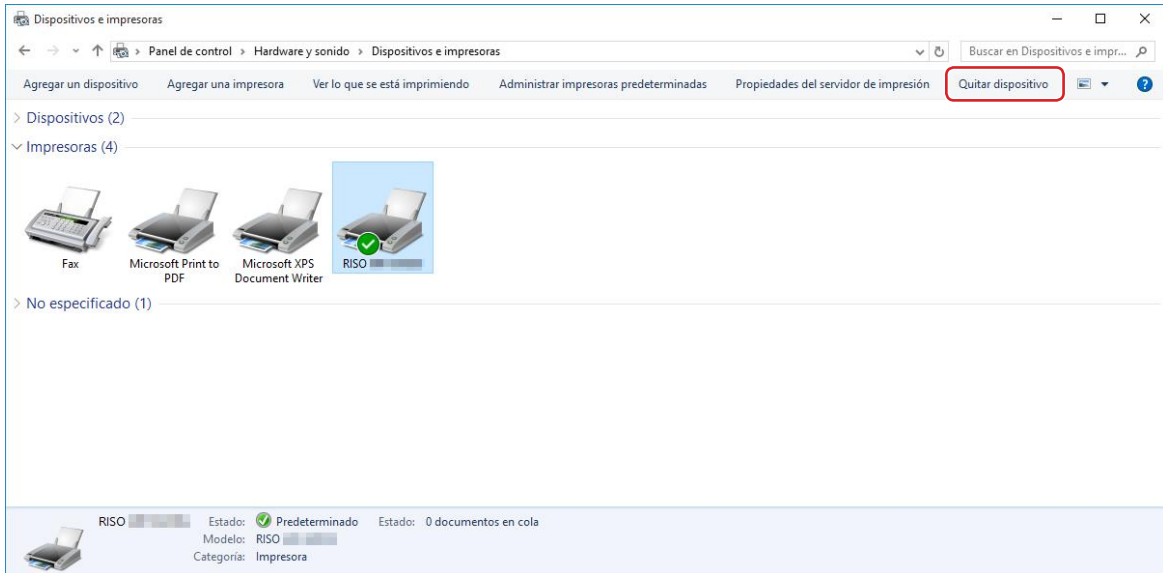 Dispositivos e impresoras
Panel de control > Hardware y sonido > Dispositivos e impresoras
Buscar en Dispositivos e impr...
Agregar un dispositivo Agregar una impresora Ver lo que se está imprimiendo Administrar impresoras predeterminadas Propiedades del servidor de impresión Quitar dispositivo
Dispositivos (2)
Impresoras (4)
Fax
Microsoft Print to
PDF
Microsoft XPS
Document Writer
RISO
No especificado (1)
RISO Estado: Predeterminado Estado: 0 documentos en cola
Modelo: RISO
Categoría: Impresora